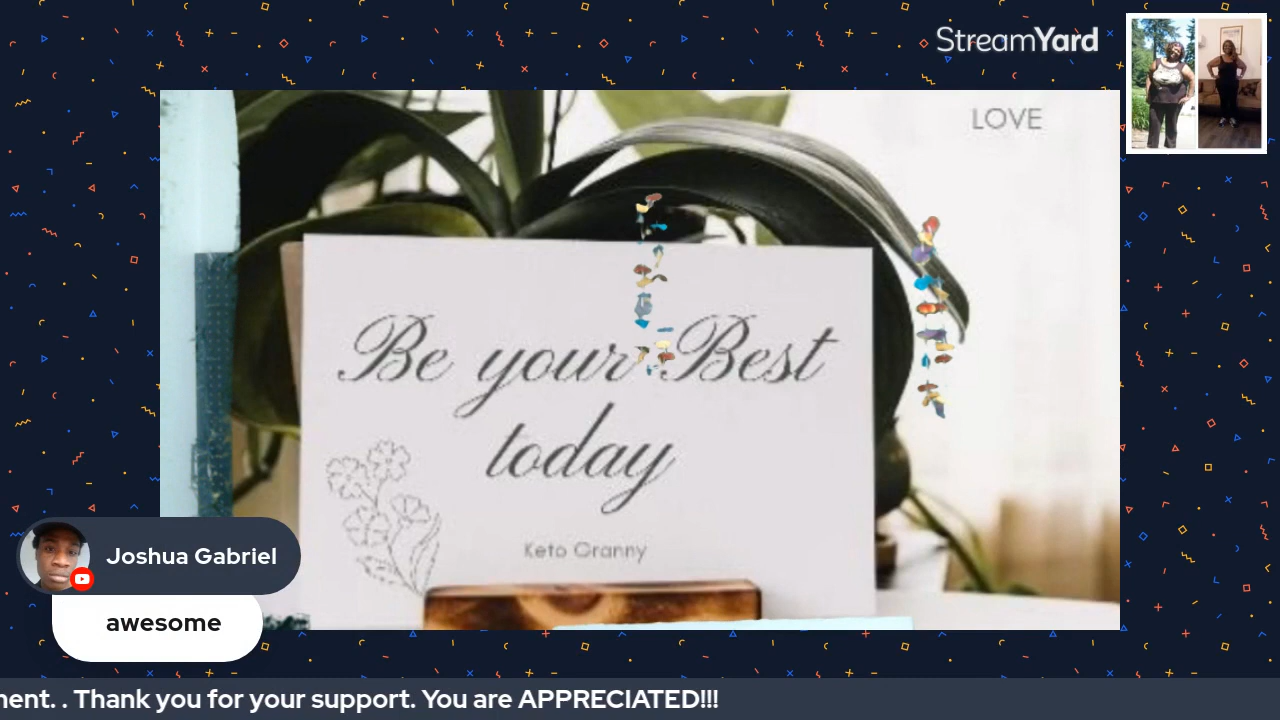 StreamYard
LOVE
Be your Best
today
Keto Granny
Joshua Gabriel
awesome
ment. . Thank you for your support. You are APPRECIATED!!!